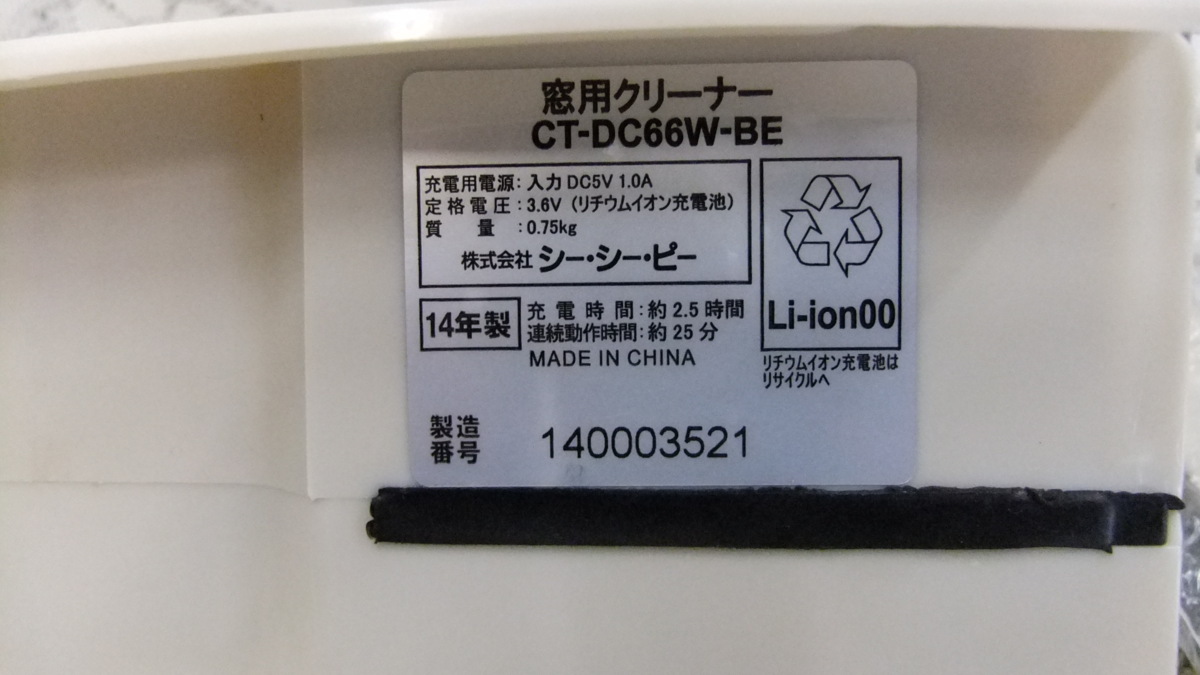 窓用クリーナー
CT-DC66W-BE
充電用電源：入力 DC5V 1.0A
定格電圧：3.6V（リチウムイオン充電池）
質量：0.75kg
株式会社 シー・シー・ピー
14年製
充電時間：約2.5時間
連続動作時間：約25分
MADE IN CHINA
Li-ion00
リチウムイオン充電池は
リサイクルへ
製造
番号
140003521